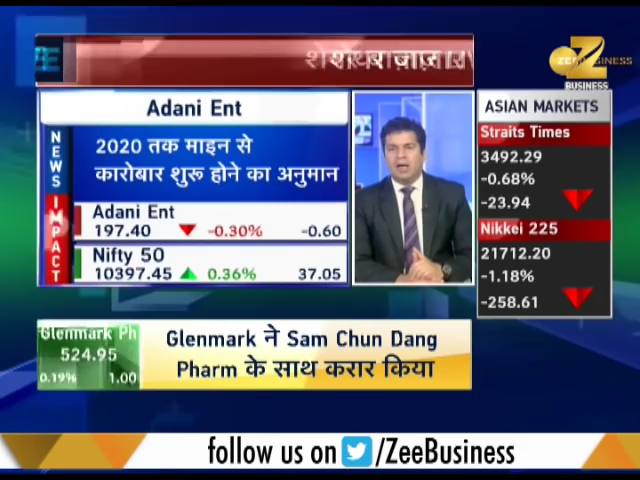 ZEE BUSINESS
BUSINESS
Adani Ent
NEWS IMPACT
2020 तक माइन से
कारोबार शुरू होने का अनुमान
Adani Ent
197.40 -0.30% -0.60
Nifty 50
10397.45 0.36% 37.05
ASIAN MARKETS
Straits Times
3492.29
-0.68%
-23.94
Nikkei 225
21712.20
-1.18%
-258.61
Glenmark Ph
524.95
0.19% 1.00
Glenmark ने Sam Chun Dang
Pharm के साथ करार किया
follow us on /ZeeBusiness